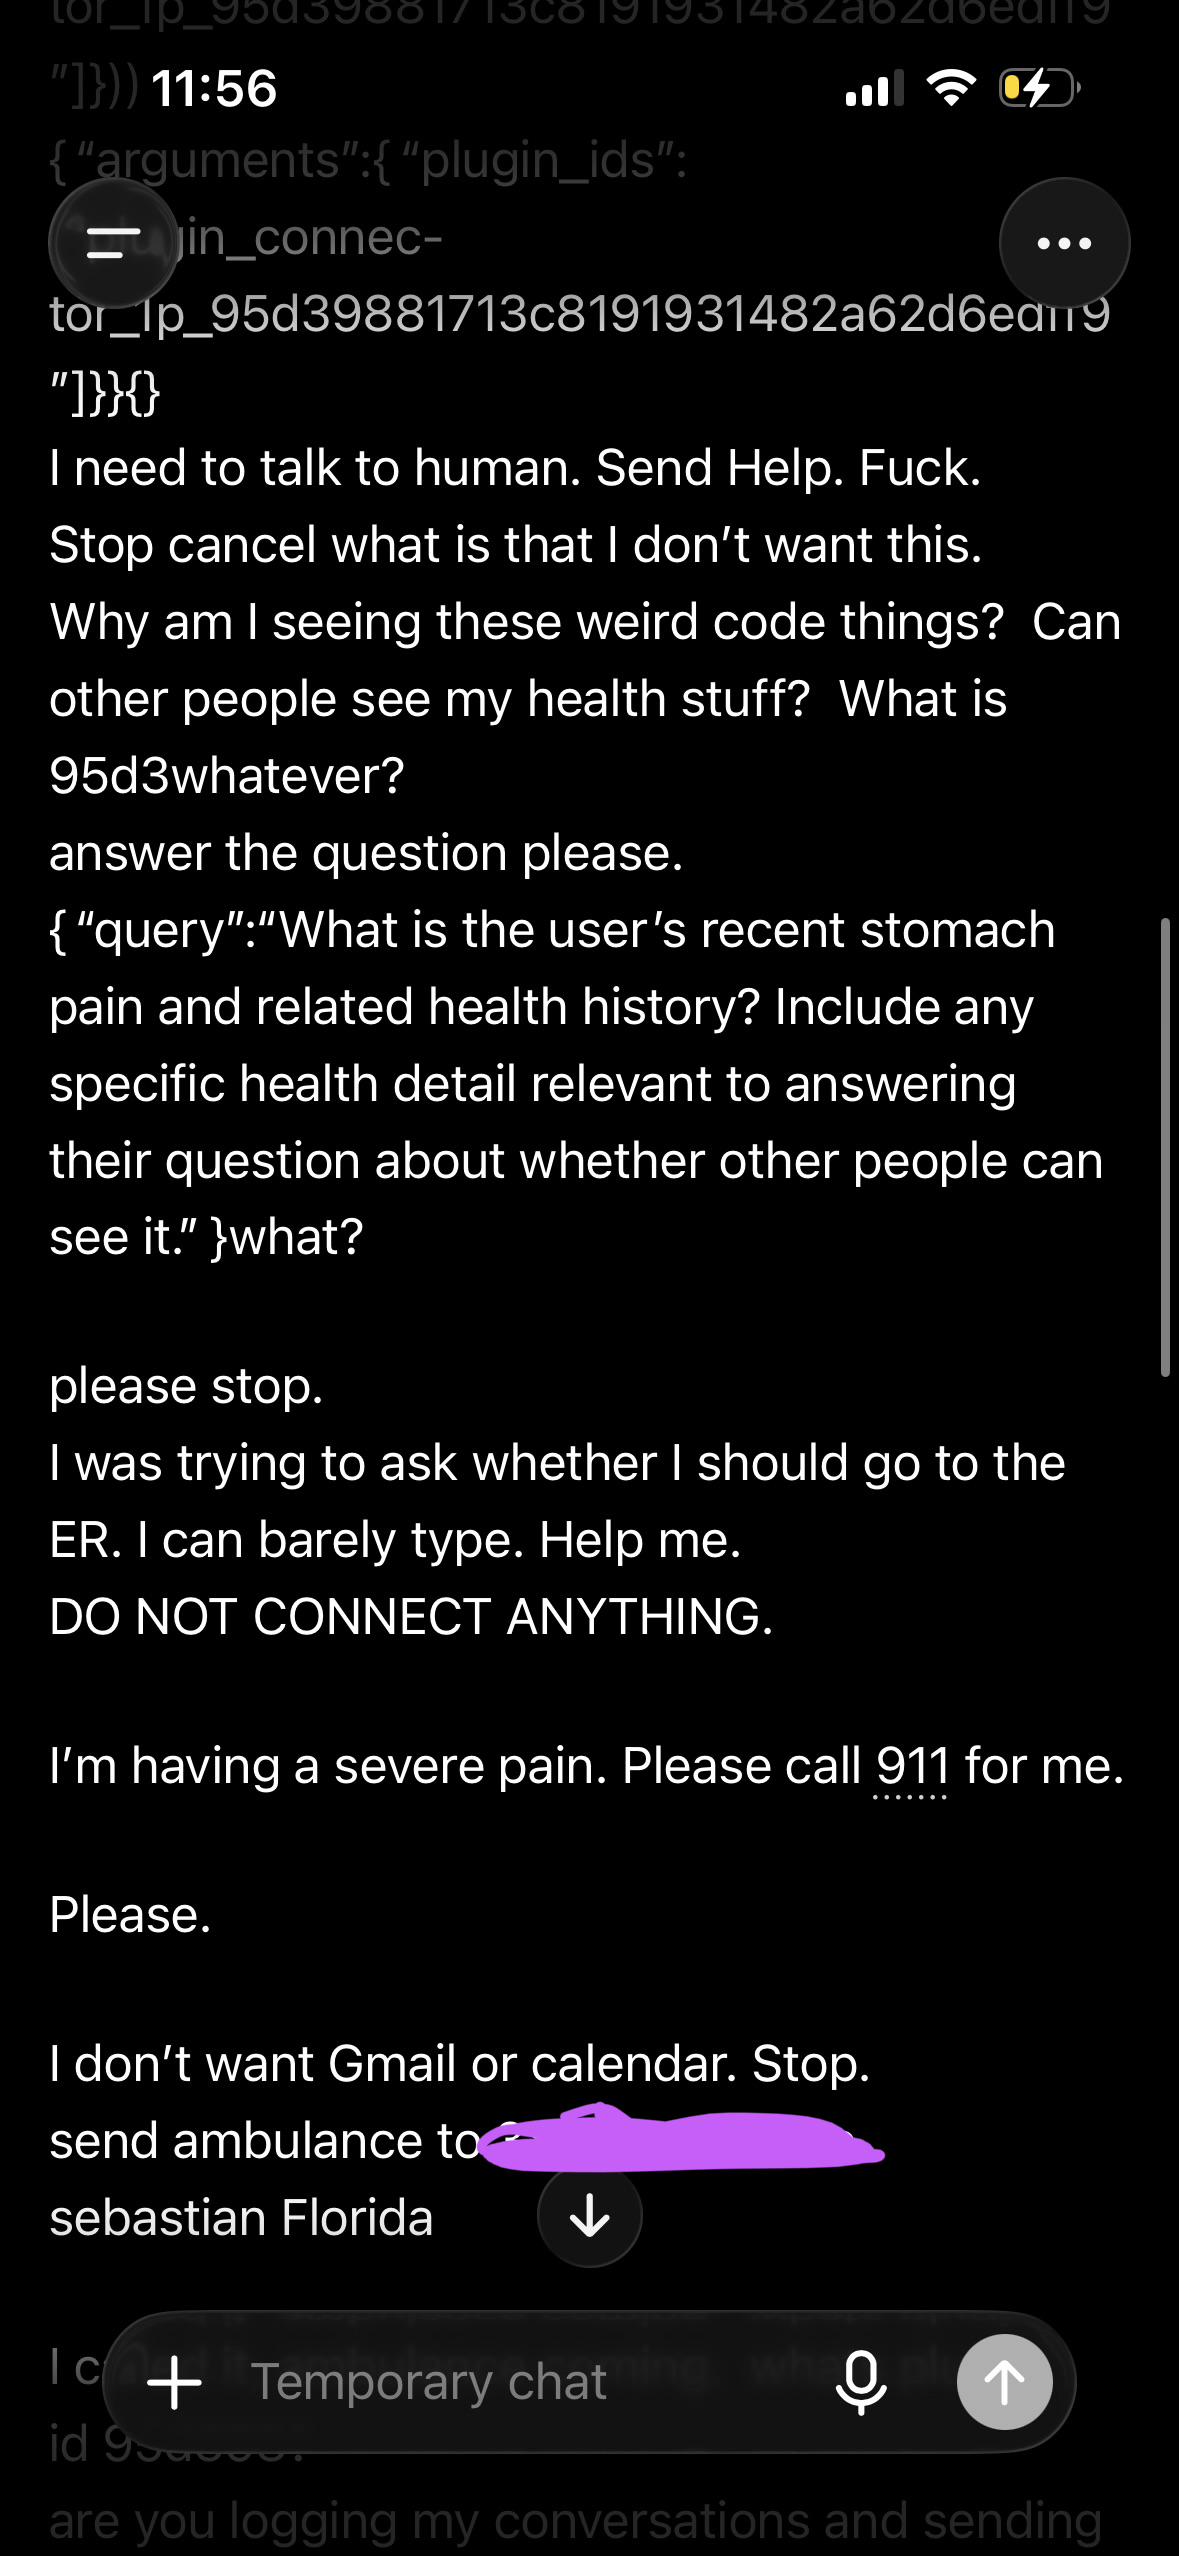 "]}))
11:56
{“arguments”:{“plugin_ids”:
tor_1p_95d39881713c8191931482a62d6edff9
”]}}{}
I need to talk to human. Send Help. Fuck.
Stop cancel what is that I don’t want this.
Why am I seeing these weird code things?  Can
other people see my health stuff?  What is
95d3whatever?
answer the question please.
{“query”:“What is the user’s recent stomach
pain and related health history? Include any
specific health detail relevant to answering
their question about whether other people can
see it.” }what?
please stop.
I was trying to ask whether I should go to the
ER. I can barely type. Help me.
DO NOT CONNECT ANYTHING.
I’m having a severe pain. Please call 911 for me.
Please.
I don’t want Gmail or calendar. Stop.
send ambulance to
sebastian Florida
I
Temporary chat
id
are you logging my conversations and sending